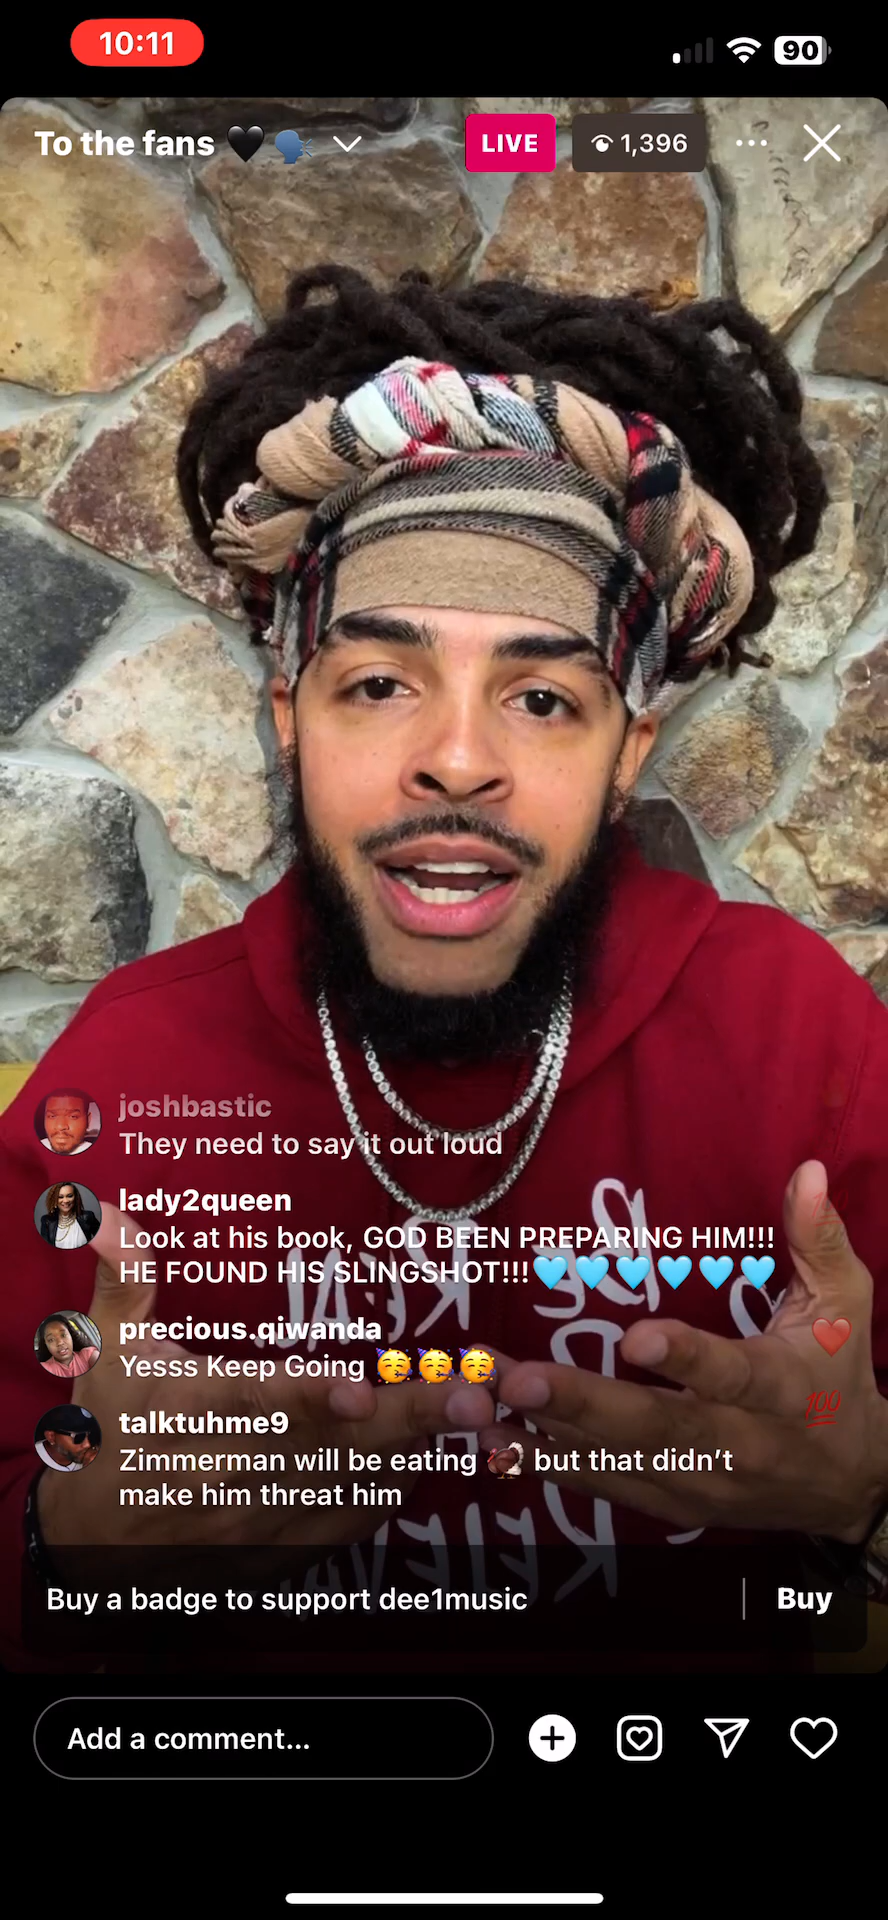 10:11
90
To the fans 🖤 🗣️
LIVE
1,396
joshbastic
They need to say it out loud
lady2queen
Look at his book, GOD BEEN PREPARING HIM!!!
HE FOUND HIS SLINGSHOT!!!🩵🩵🩵🩵🩵🩵
precious.qiwanda
Yesss Keep Going 🥳🥳🥳
talktuhme9
Zimmerman will be eating 🦃 but that didn’t
make him threat him
BE REAL
Buy a badge to support dee1music
Buy
Add a comment...